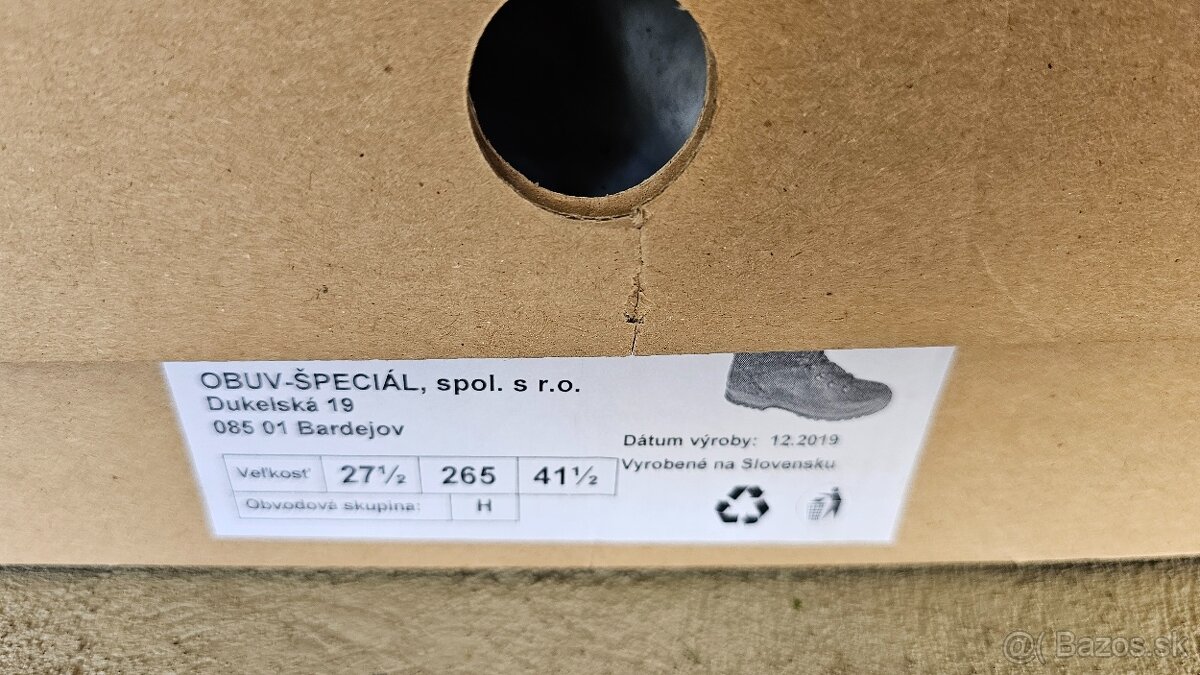 OBUV-ŠPECIÁL, spol. s r.o.
Dukelská 19
085 01 Bardejov
Veľkosť 27½ 265 41½
Obvodová skupina: H
Dátum výroby: 12.2019
Vyrobené na Slovensku
@( Bazos.sk